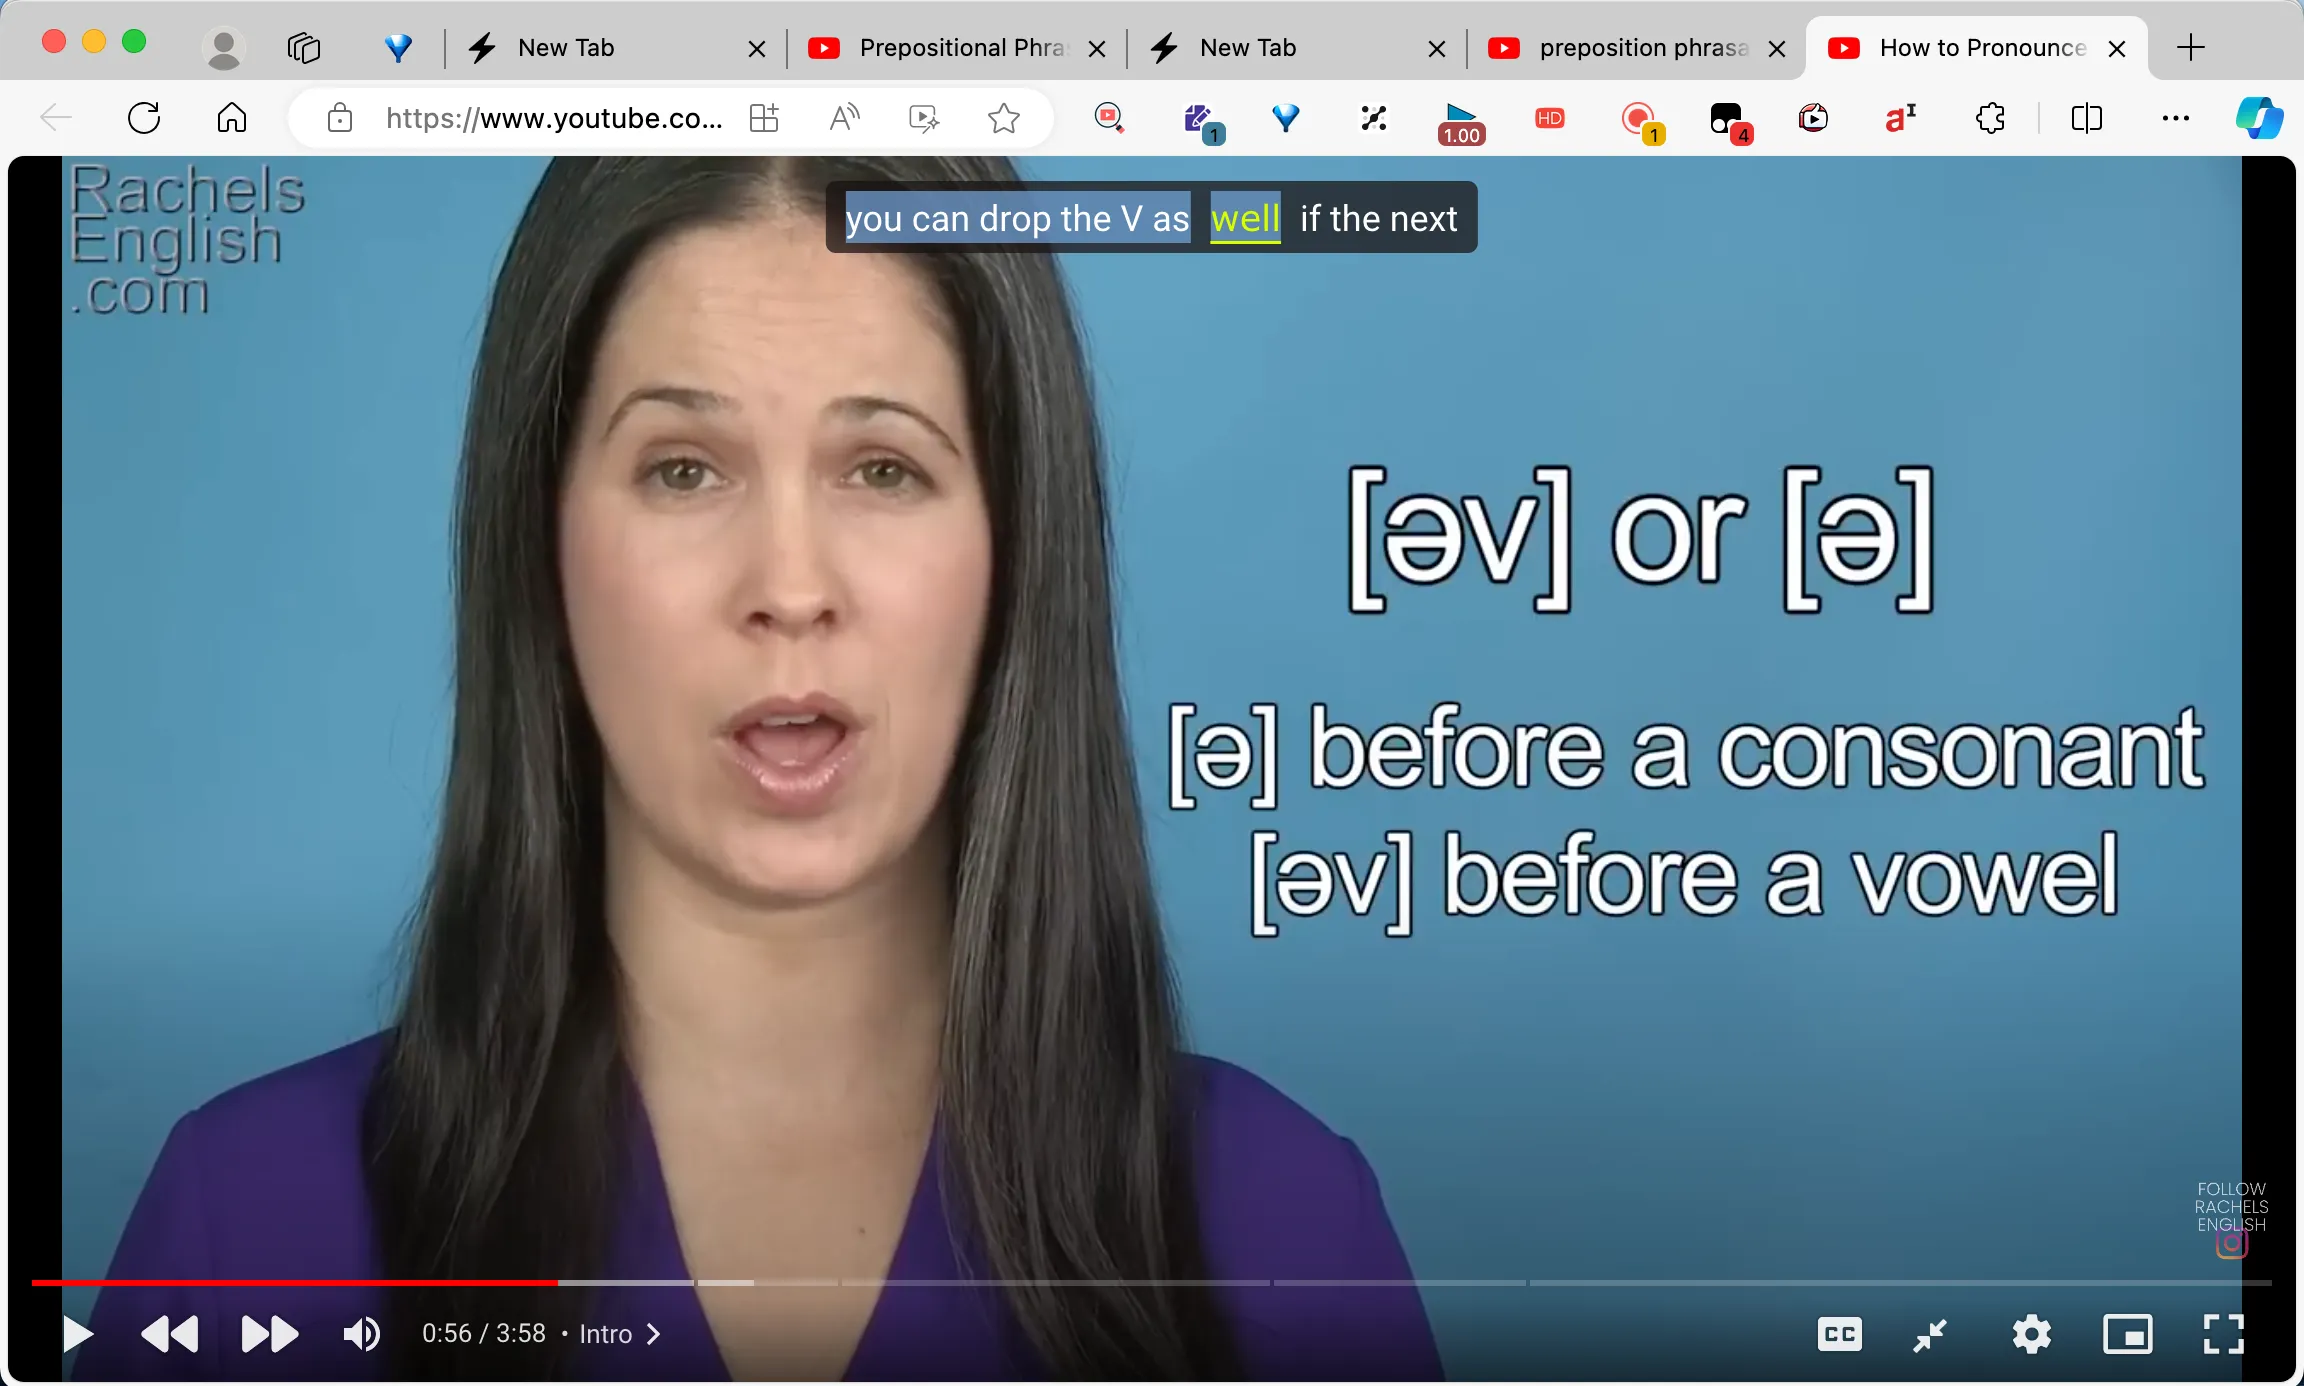 New Tab
Prepositional Phra
New Tab
preposition phrasa
How to Pronounce
https://www.youtube.co...
1
1.00
HD
1
4
Rachels
English
.com
you can drop the V as well if the next
[əv] or [ə]
[ə] before a consonant
[əv] before a vowel
FOLLOW
RACHELS
ENGLISH
0:56 / 3:58 • Intro
CC